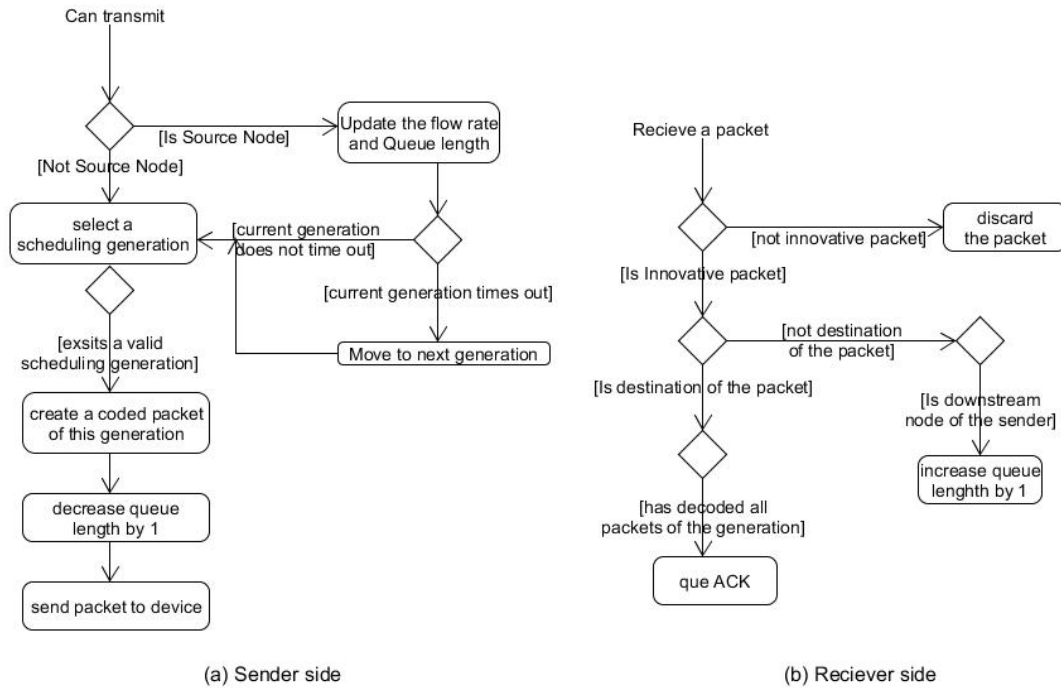 Can transmit
[Is Source Node]
Update the flow rate
and Queue length
[Not Source Node]
select a
scheduling generation
[current generation
does not time out]
[current generation times out]
Move to next generation
[exsits a valid
scheduling generation]
create a coded packet
of this generation
decrease queue
length by 1
send packet to device
(a) Sender side
Recieve a packet
[not innovative packet]
discard
the packet
[Is Innovative packet]
[not destination
of the packet]
[Is destination of the packet]
[Is downstream
node of the sender]
increase queue
lenghth by 1
[has decoded all
packets of the generation]
que ACK
(b) Reciever side